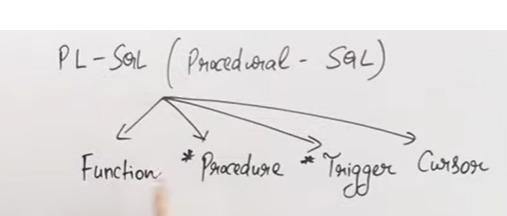 PL-SQL (Procedural - SQL)
Function *Procedure *Trigger Cursor